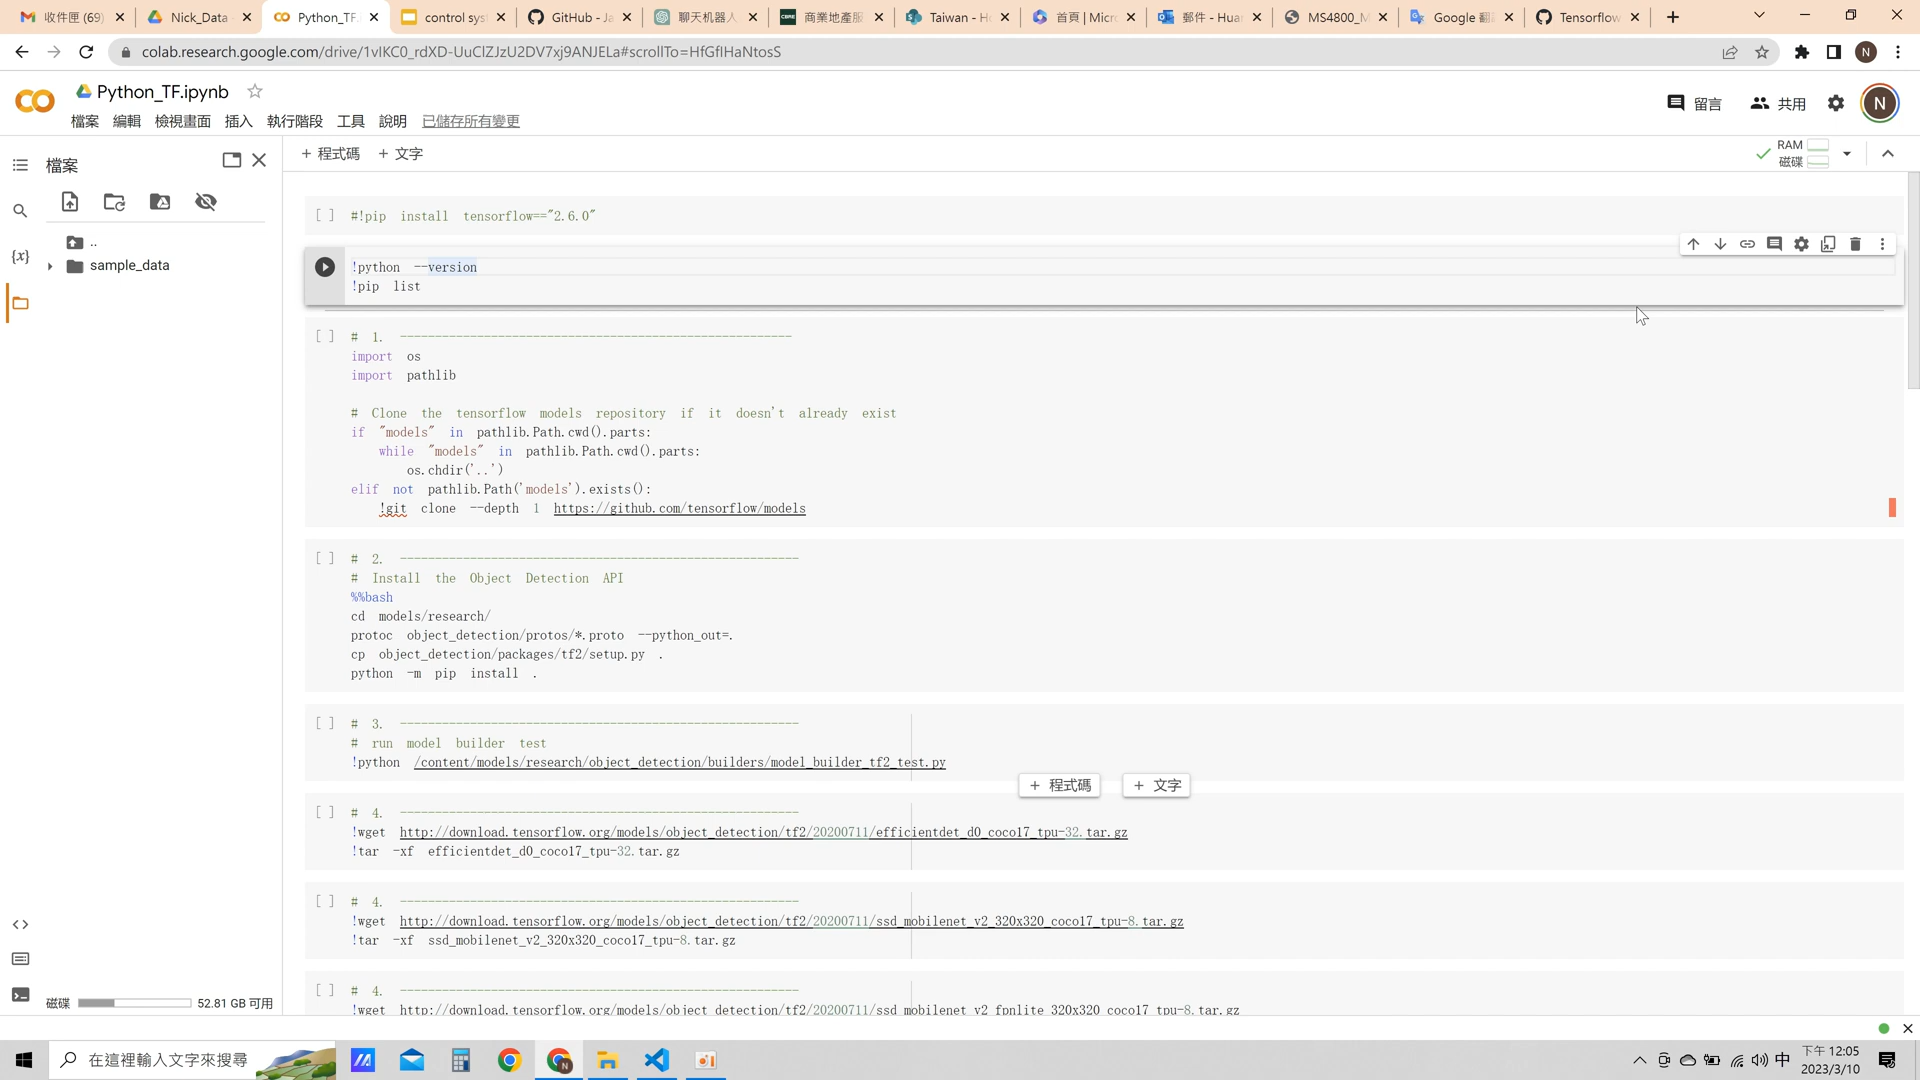 收件匣 (69)
Nick_Data
Python_TF.
control sys
GitHub - Ja
聊天机器人
CBRE
商業地產服
Taiwan - H
首頁 | Micr
郵件 - Hua
MS4800_M
Google 翻
Tensorflow
colab.research.google.com/drive/1vIKC0_rdXD-UuClZJzU2DV7xj9ANJELa#scrollTo=HfGflHaNtosS
N
Python_TF.ipynb
留言
共用
N
檔案 編輯 檢視畫面 插入 執行階段 工具 說明 已儲存所有變更
檔案
+ 程式碼 + 文字
RAM
磁碟
..
sample_data
{x}
[ ] #!pip install tensorflow=="2.6.0"
!python --version
!pip list
[ ] # 1. --------------------------------------------------------
import os
import pathlib
# Clone the tensorflow models repository if it doesn't already exist
if "models" in pathlib.Path.cwd().parts:
while "models" in pathlib.Path.cwd().parts:
os.chdir('..')
elif not pathlib.Path('models').exists():
!git clone --depth 1 https://github.com/tensorflow/models
[ ] # 2. ---------------------------------------------------------
# Install the Object Detection API
%%bash
cd models/research/
protoc object_detection/protos/*.proto --python_out=.
cp object_detection/packages/tf2/setup.py .
python -m pip install .
[ ] # 3. ---------------------------------------------------------
# run model builder test
!python /content/models/research/object_detection/builders/model_builder_tf2_test.py
+ 程式碼 + 文字
[ ] # 4. ---------------------------------------------------------
!wget http://download.tensorflow.org/models/object_detection/tf2/20200711/efficientdet_d0_coco17_tpu-32.tar.gz
!tar -xf efficientdet_d0_coco17_tpu-32.tar.gz
[ ] # 4. ---------------------------------------------------------
!wget http://download.tensorflow.org/models/object_detection/tf2/20200711/ssd_mobilenet_v2_320x320_coco17_tpu-8.tar.gz
!tar -xf ssd_mobilenet_v2_320x320_coco17_tpu-8.tar.gz
[ ] # 4. ---------------------------------------------------------
!wget http://download.tensorflow.org/models/object_detection/tf2/20200711/ssd_mobilenet_v2_fpnlite_320x320_coco17_tpu-8.tar.gz
磁碟 52.81 GB 可用
在這裡輸入文字來搜尋
中
下午 12:05
2023/3/10